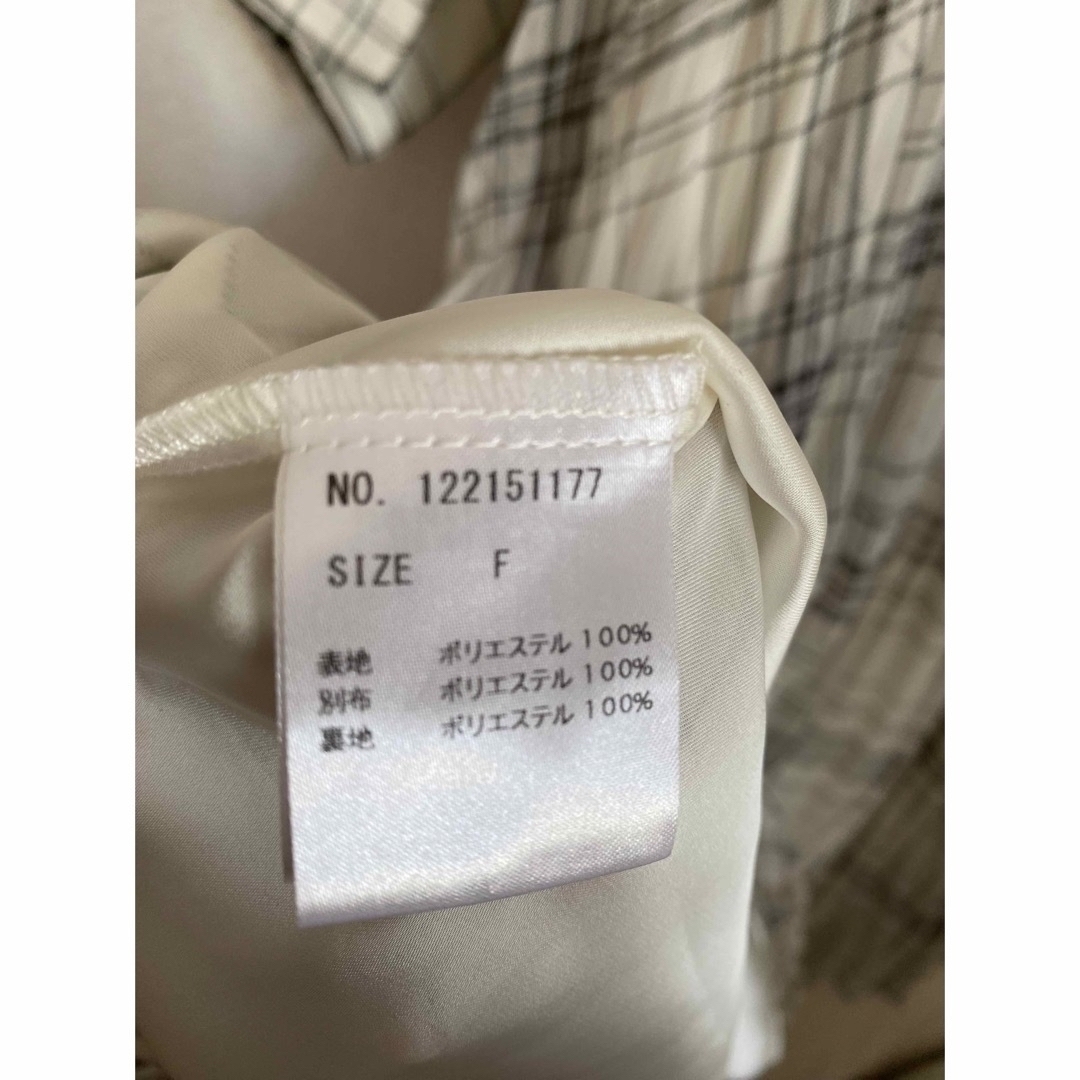 NO. 122151177
SIZE F
表地 ポリエステル 100%
別布 ポリエステル 100%
裏地 ポリエステル 100%